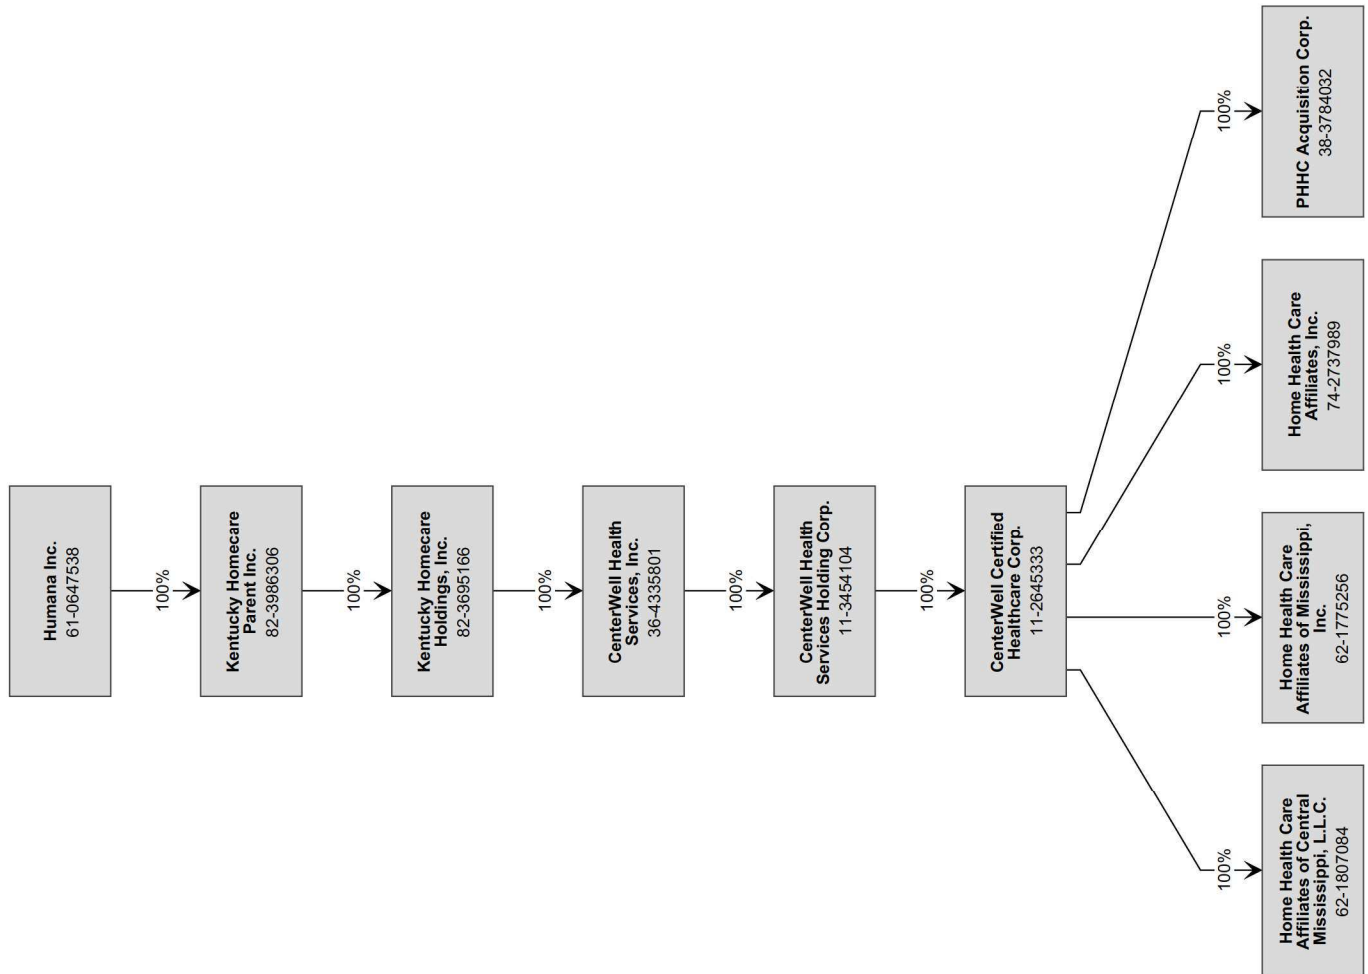 Humana Inc.
61-0647538
100%
Kentucky Homecare
Parent Inc.
82-3986306
100%
Kentucky Homecare
Holdings, Inc.
82-3695166
100%
CenterWell Health
Services, Inc.
36-4335801
100%
CenterWell Health
Services Holding Corp.
11-3454104
100%
CenterWell Certified
Healthcare Corp.
11-2645333
100%
Home Health Care
Affiliates of Central
Mississippi, L.L.C.
62-1807084
100%
Home Health Care
Affiliates of Mississippi,
Inc.
62-1775256
100%
Home Health Care
Affiliates, Inc.
74-2737989
100%
PHHC Acquisition Corp.
38-3784032